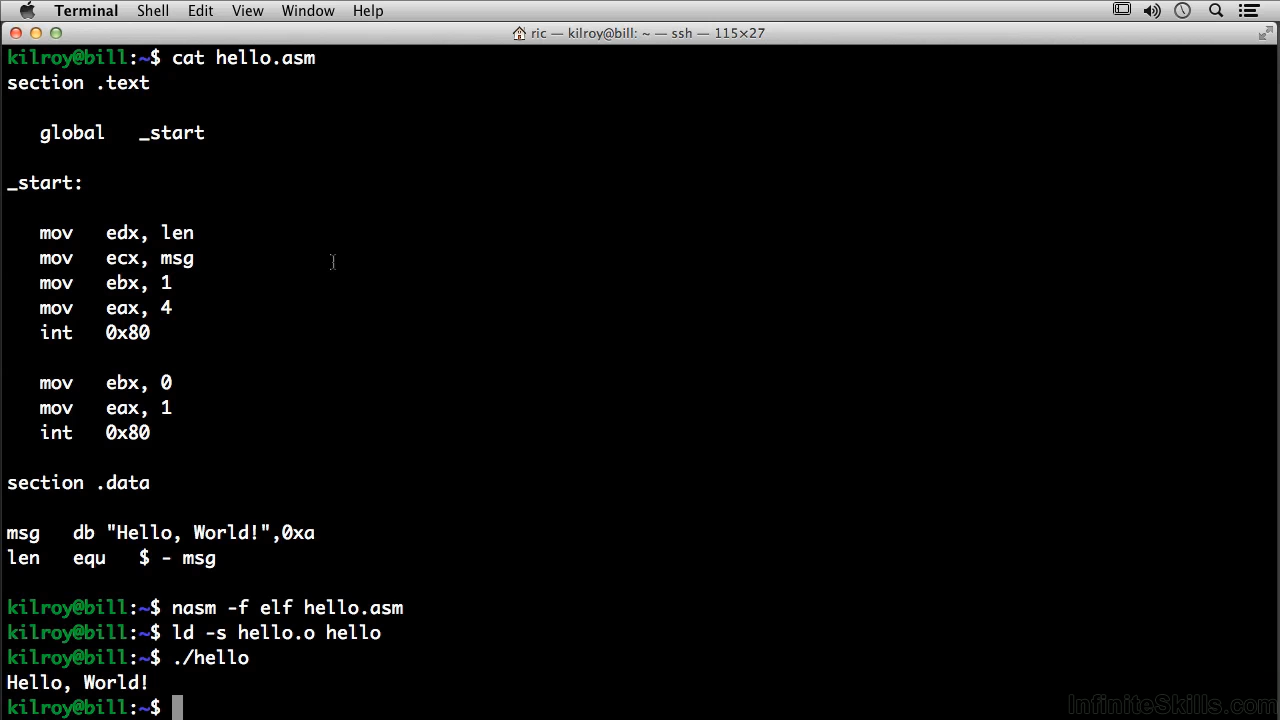 Terminal Shell Edit View Window Help
ric — kilroy@bill: ~ — ssh — 115×27
kilroy@bill:~$ cat hello.asm
section .text
global _start
_start:
mov edx, len
mov ecx, msg
mov ebx, 1
mov eax, 4
int 0x80
mov ebx, 0
mov eax, 1
int 0x80
section .data
msg db "Hello, World!",0xa
len equ $ - msg
kilroy@bill:~$ nasm -f elf hello.asm
kilroy@bill:~$ ld -s hello.o hello
kilroy@bill:~$ ./hello
Hello, World!
kilroy@bill:~$
InfiniteSkills.com